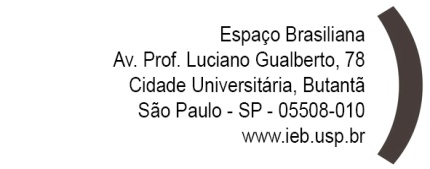 Espaço Brasiliana
Av. Prof. Luciano Gualberto, 78
Cidade Universitária, Butantã
São Paulo - SP - 05508-010
www.ieb.usp.br